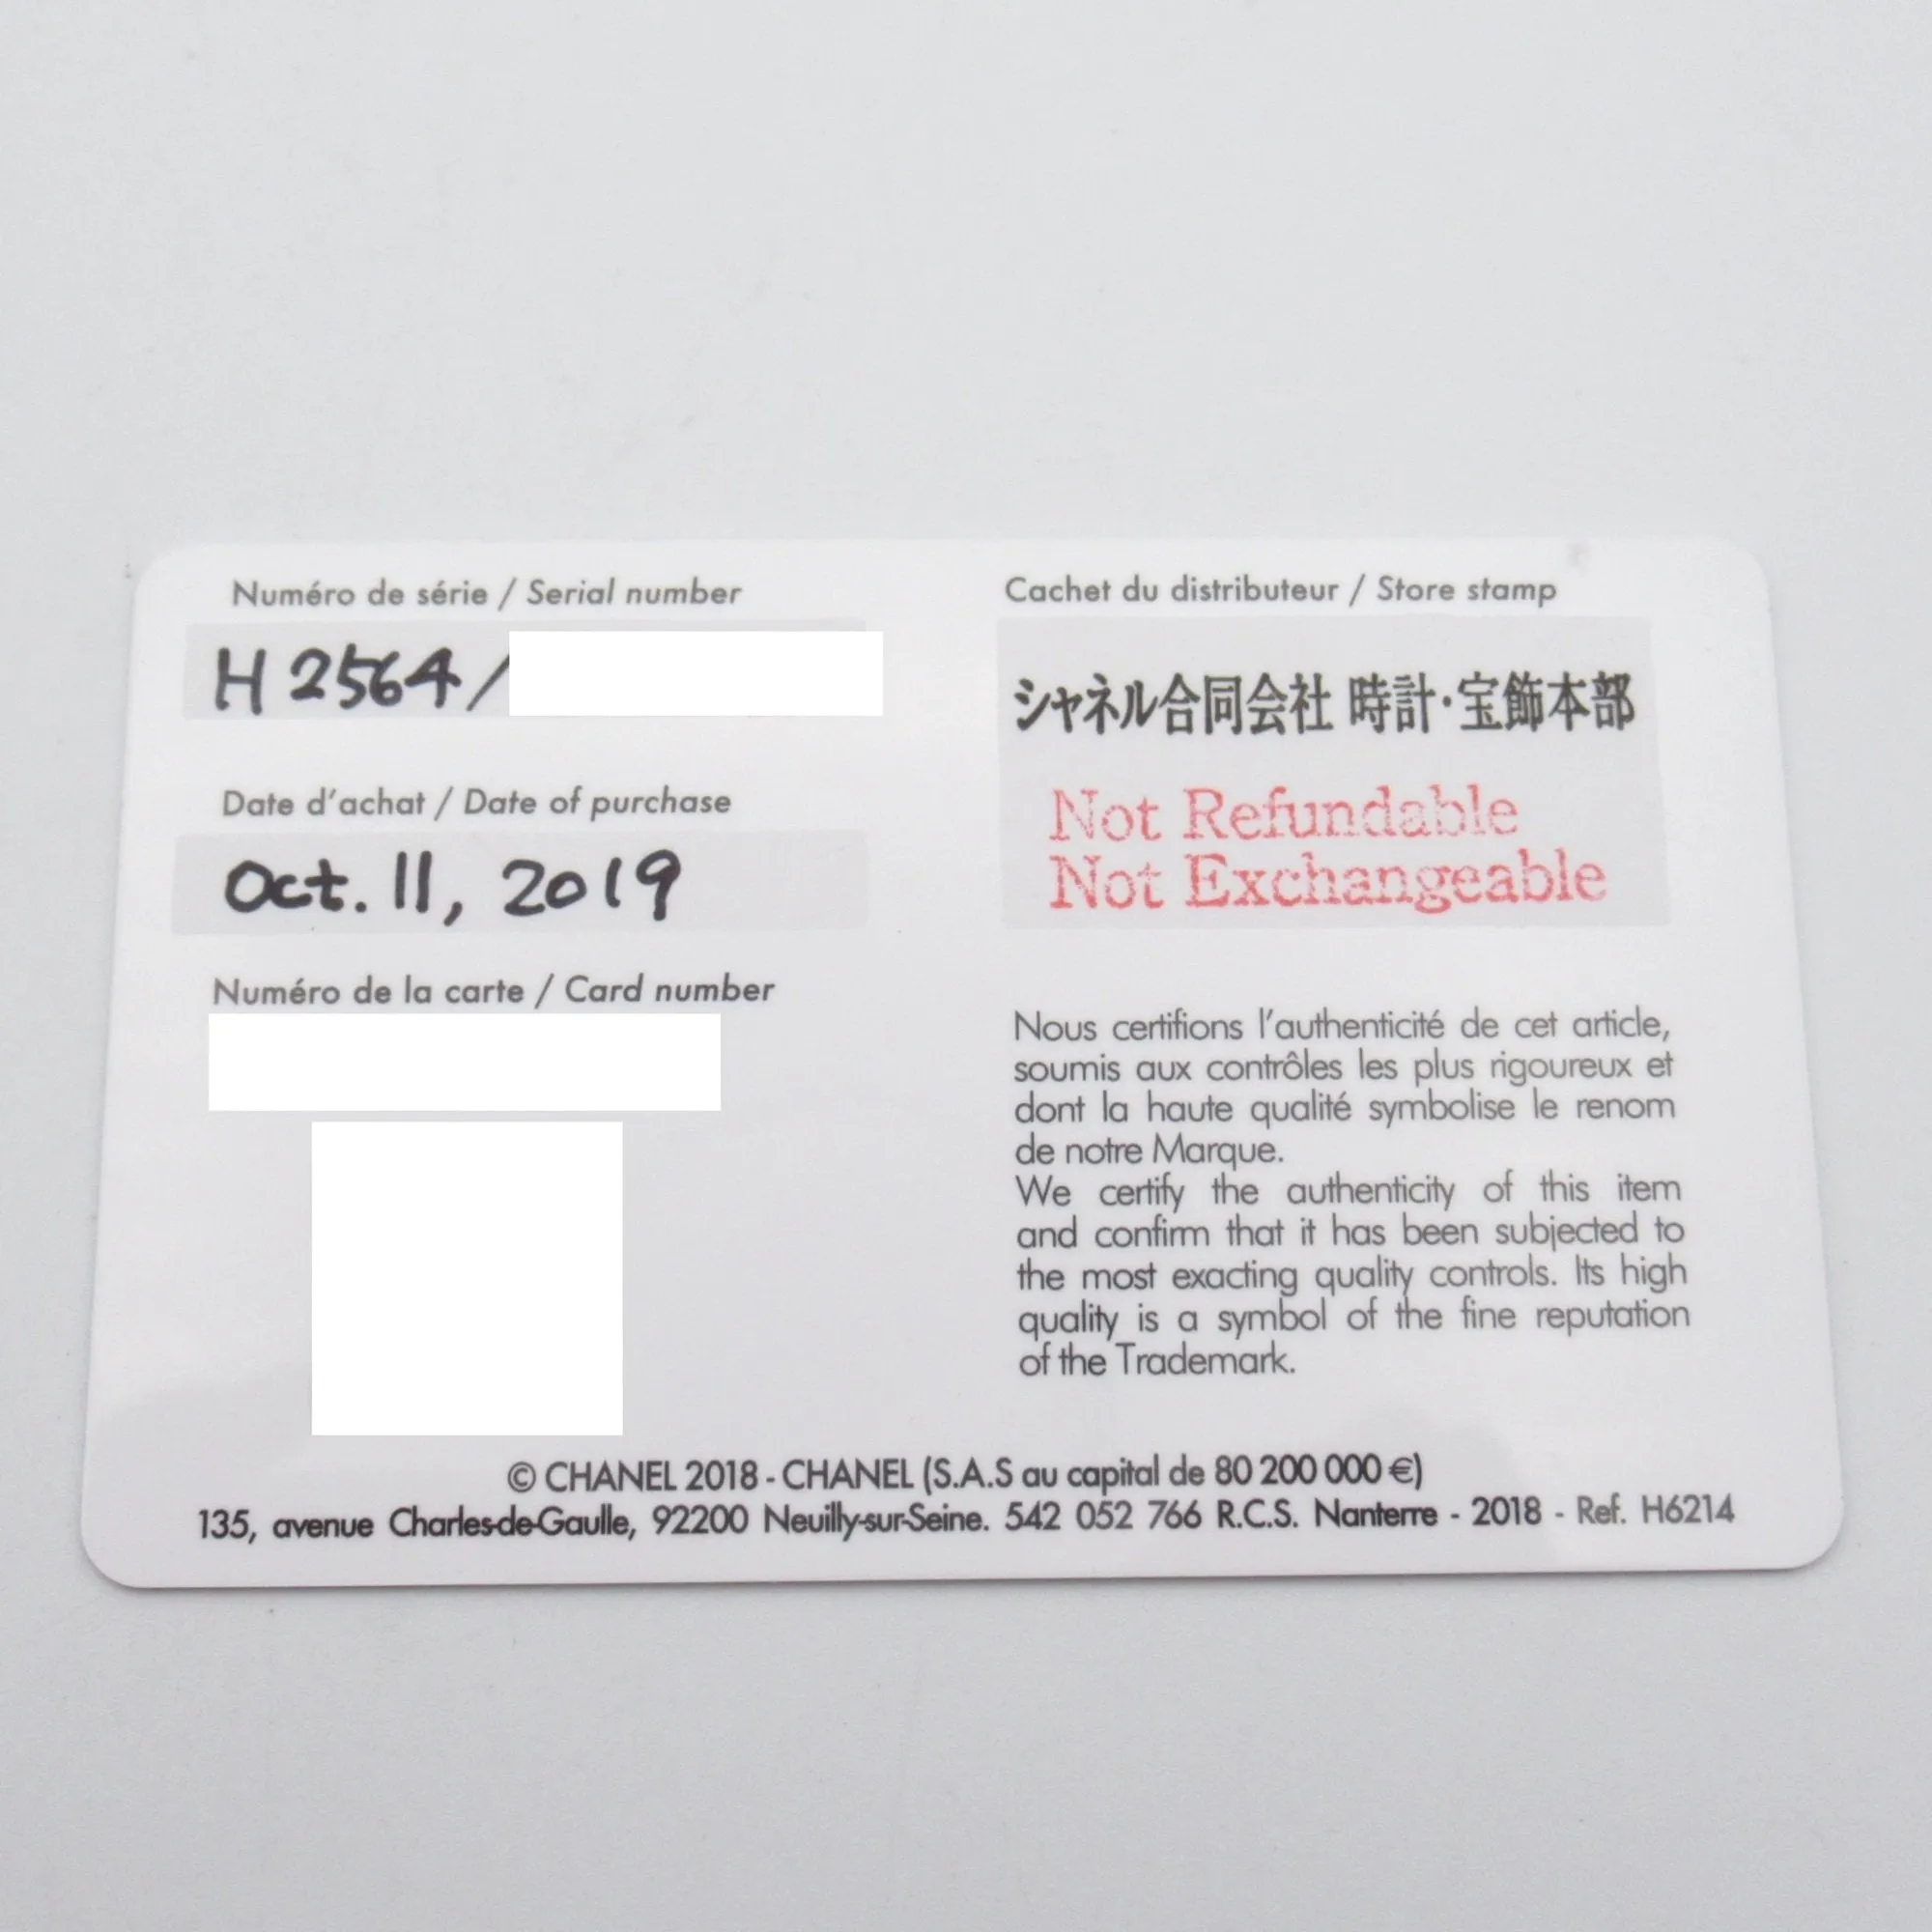 Numéro de série / Serial number
H 2564/
Date d'achat / Date of purchase
Oct. 11, 2019
Numéro de la carte / Card number
Cachet du distributeur / Store stamp
シャネル合同会社 時計・宝飾本部
Not Refundable
Not Exchangeable
Nous certifions l'authenticité de cet article,
soumis aux contrôles les plus rigoureux et
dont la haute qualité symbolise le renom
de notre Marque.
We certify the authenticity of this item
and confirm that it has been subjected to
the most exacting quality controls. Its high
quality is a symbol of the fine reputation
of the Trademark.
© CHANEL 2018 - CHANEL (S.A.S au capital de 80 200 000 €)
135, avenue Charles-de-Gaulle, 92200 Neuilly-sur-Seine. 542 052 766 R.C.S. Nanterre - 2018 - Ref. H6214